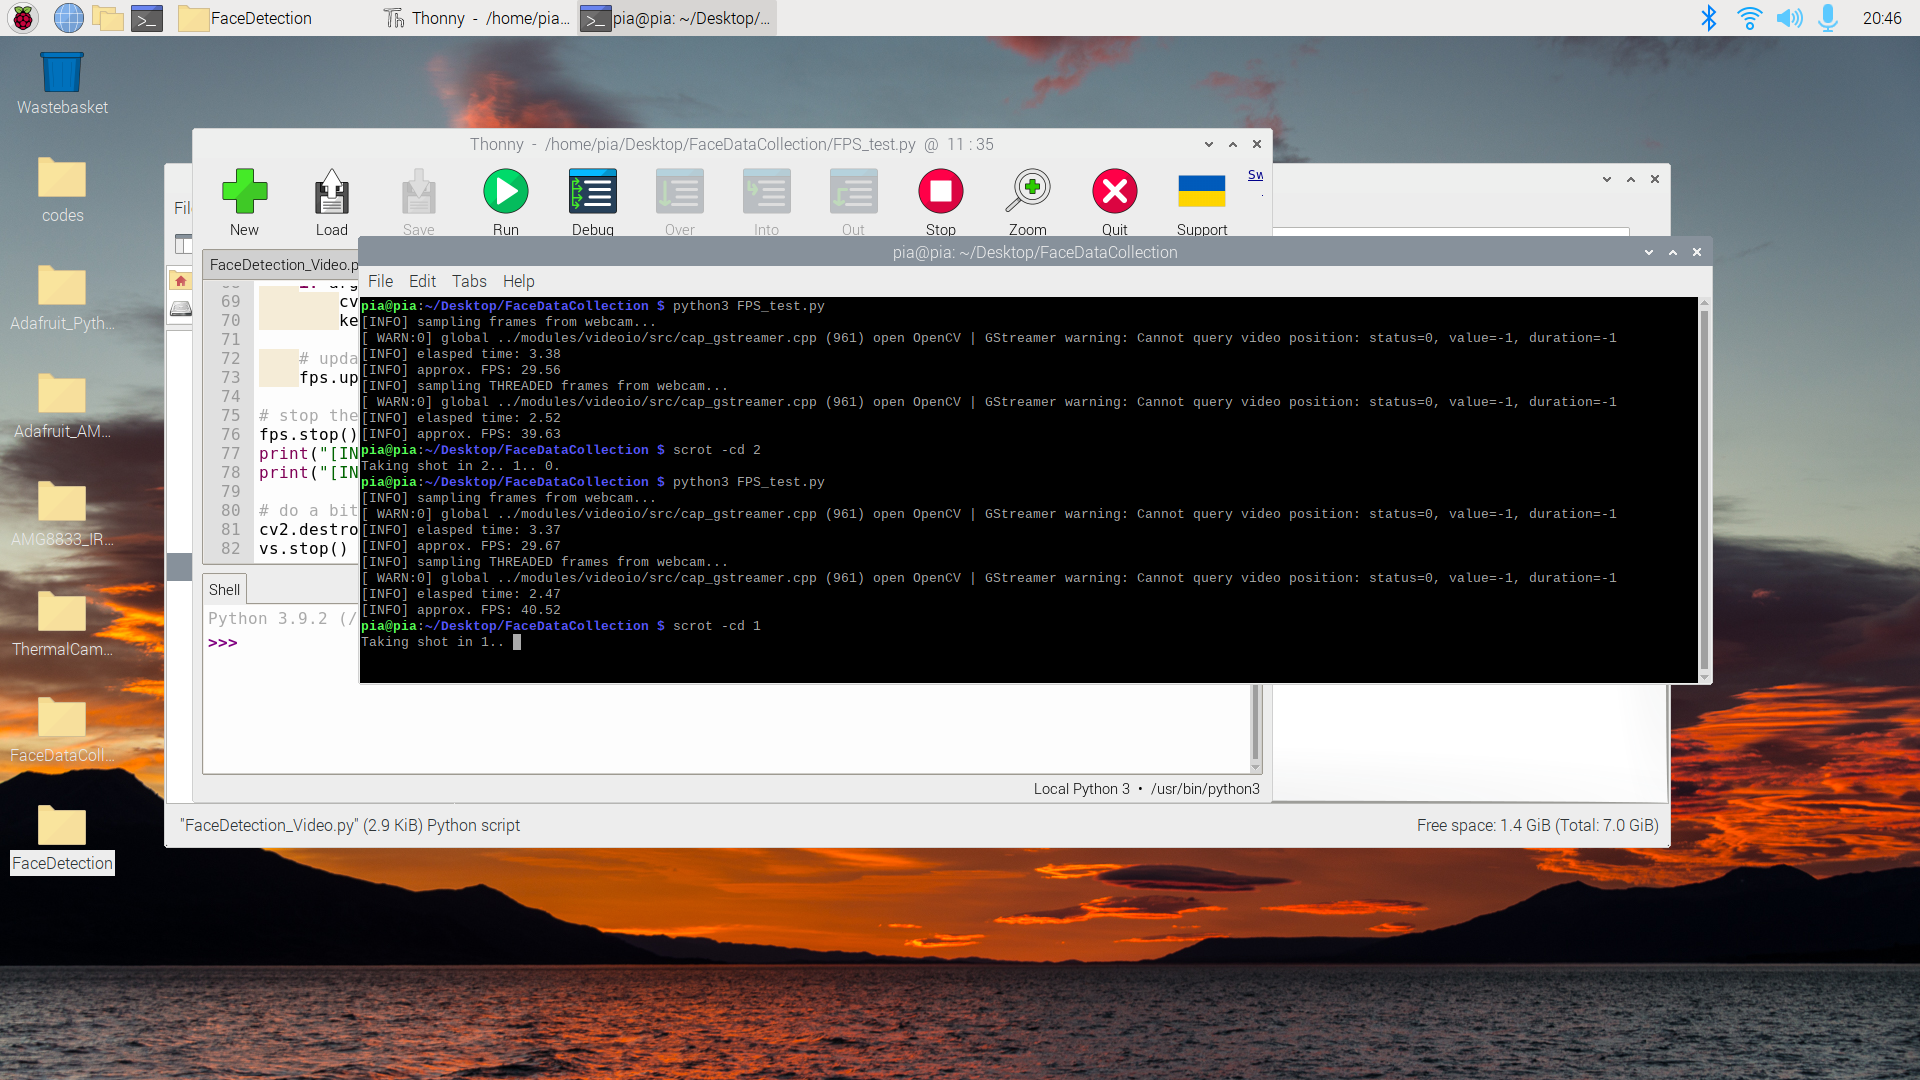 FaceDetection
Thonny - /home/pia...
pia@pia: ~/Desktop/...
20:46
Wastebasket
codes
Adafruit_Pyth...
Adafruit_AM...
AMG8833_IR...
ThermalCam...
FaceDataColl...
FaceDetection
Thonny - /home/pia/Desktop/FaceDataCollection/FPS_test.py @ 11 : 35
New
Load
Save
Run
Debug
Over
Into
Out
Stop
Zoom
Quit
Support
Sw
FaceDetection_Video.p
69 cv
70 ke
71
72 # upda
73 fps.up
74
75 # stop the
76 fps.stop()
77 print("[IN
78 print("[IN
79
80 # do a bit
81 cv2.destro
82 vs.stop()
Shell
Python 3.9.2 (/
>>>
Local Python 3 • /usr/bin/python3
pia@pia: ~/Desktop/FaceDataCollection
File Edit Tabs Help
pia@pia:~/Desktop/FaceDataCollection $ python3 FPS_test.py
[INFO] sampling frames from webcam...
[ WARN:0] global ../modules/videoio/src/cap_gstreamer.cpp (961) open OpenCV | GStreamer warning: Cannot query video position: status=0, value=-1, duration=-1
[INFO] elasped time: 3.38
[INFO] approx. FPS: 29.56
[INFO] sampling THREADED frames from webcam...
[ WARN:0] global ../modules/videoio/src/cap_gstreamer.cpp (961) open OpenCV | GStreamer warning: Cannot query video position: status=0, value=-1, duration=-1
[INFO] elasped time: 2.52
[INFO] approx. FPS: 39.63
pia@pia:~/Desktop/FaceDataCollection $ scrot -cd 2
Taking shot in 2.. 1.. 0.
pia@pia:~/Desktop/FaceDataCollection $ python3 FPS_test.py
[INFO] sampling frames from webcam...
[ WARN:0] global ../modules/videoio/src/cap_gstreamer.cpp (961) open OpenCV | GStreamer warning: Cannot query video position: status=0, value=-1, duration=-1
[INFO] elasped time: 3.37
[INFO] approx. FPS: 29.67
[INFO] sampling THREADED frames from webcam...
[ WARN:0] global ../modules/videoio/src/cap_gstreamer.cpp (961) open OpenCV | GStreamer warning: Cannot query video position: status=0, value=-1, duration=-1
[INFO] elasped time: 2.47
[INFO] approx. FPS: 40.52
pia@pia:~/Desktop/FaceDataCollection $ scrot -cd 1
Taking shot in 1..
"FaceDetection_Video.py" (2.9 KiB) Python script
Free space: 1.4 GiB (Total: 7.0 GiB)